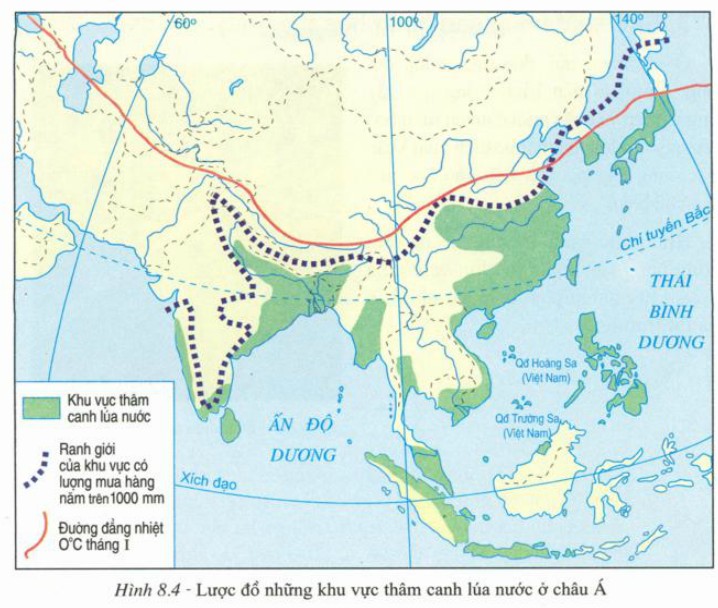 60°
100°
140°
Chí tuyến Bắc
THÁI
BÌNH
DƯƠNG
Qđ Hoàng Sa
(Việt Nam)
Qđ Trường Sa
(Việt Nam)
ẤN ĐỘ
DƯƠNG
Xích đạo
Khu vực thâm
canh lúa nước
Ranh giới
của khu vực có
lượng mua hàng
năm trên 1000 mm
Đường đẳng nhiệt
0°C tháng I
Hình 8.4 - Lược đồ những khu vực thâm canh lúa nước ở châu Á